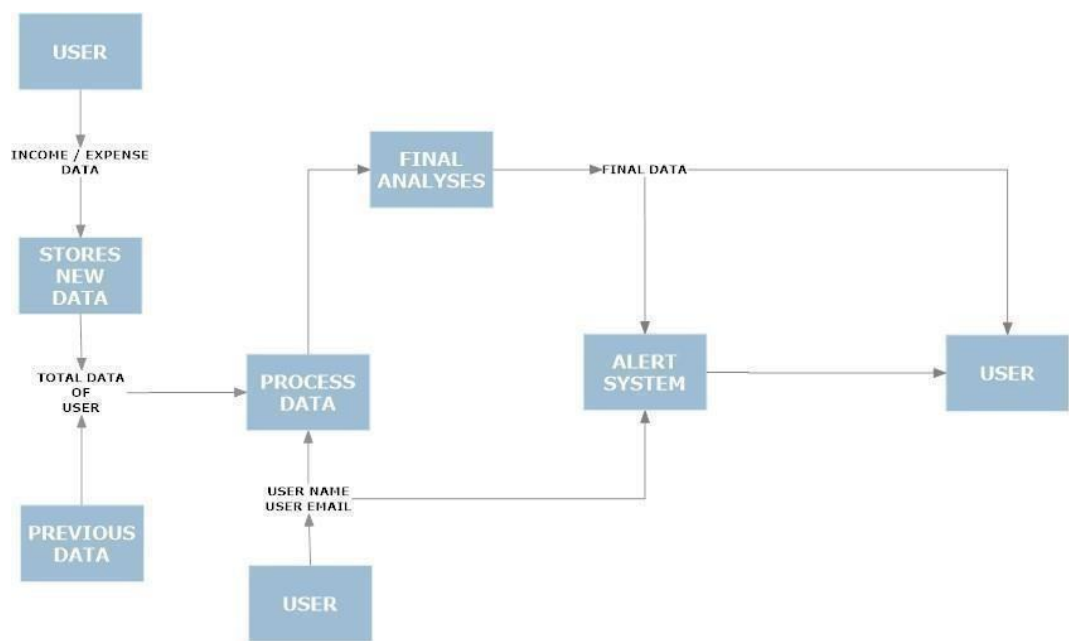 USER
INCOME / EXPENSE
DATA
STORES
NEW
DATA
TOTAL DATA
OF
USER
PREVIOUS
DATA
PROCESS
DATA
USER NAME
USER EMAIL
USER
FINAL
ANALYSES
FINAL DATA
ALERT
SYSTEM
USER